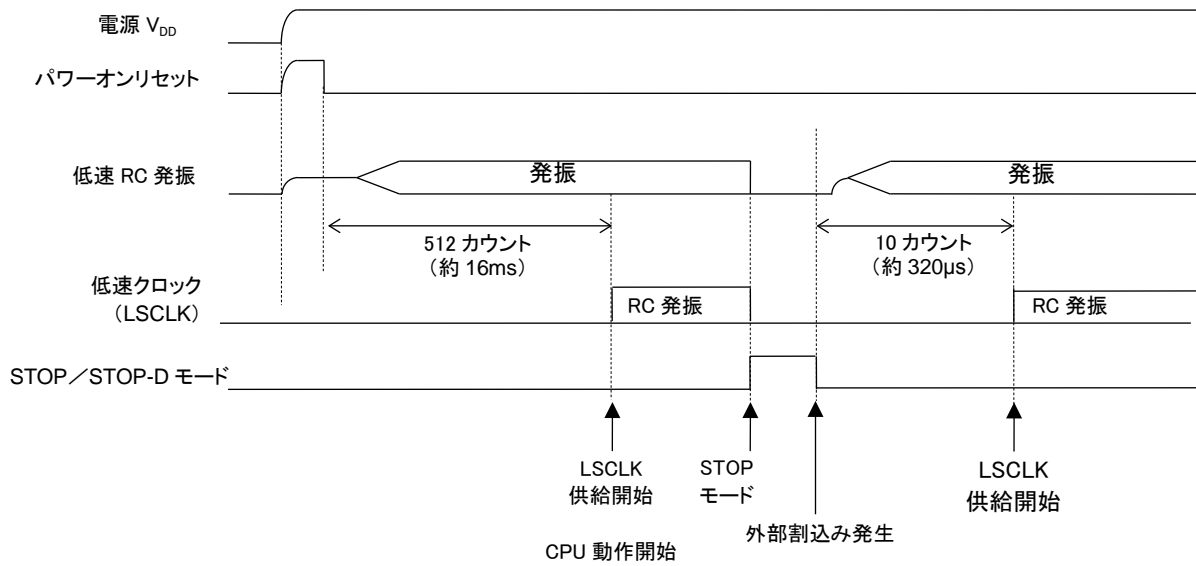 電源 VDD
パワーオンリセット
低速 RC 発振
発振
発振
512 カウント
（約 16ms）
10 カウント
（約 320µs）
低速クロック
（LSCLK）
RC 発振
RC 発振
STOP／STOP-D モード
LSCLK
供給開始
STOP
モード
LSCLK
供給開始
外部割込み発生
CPU 動作開始